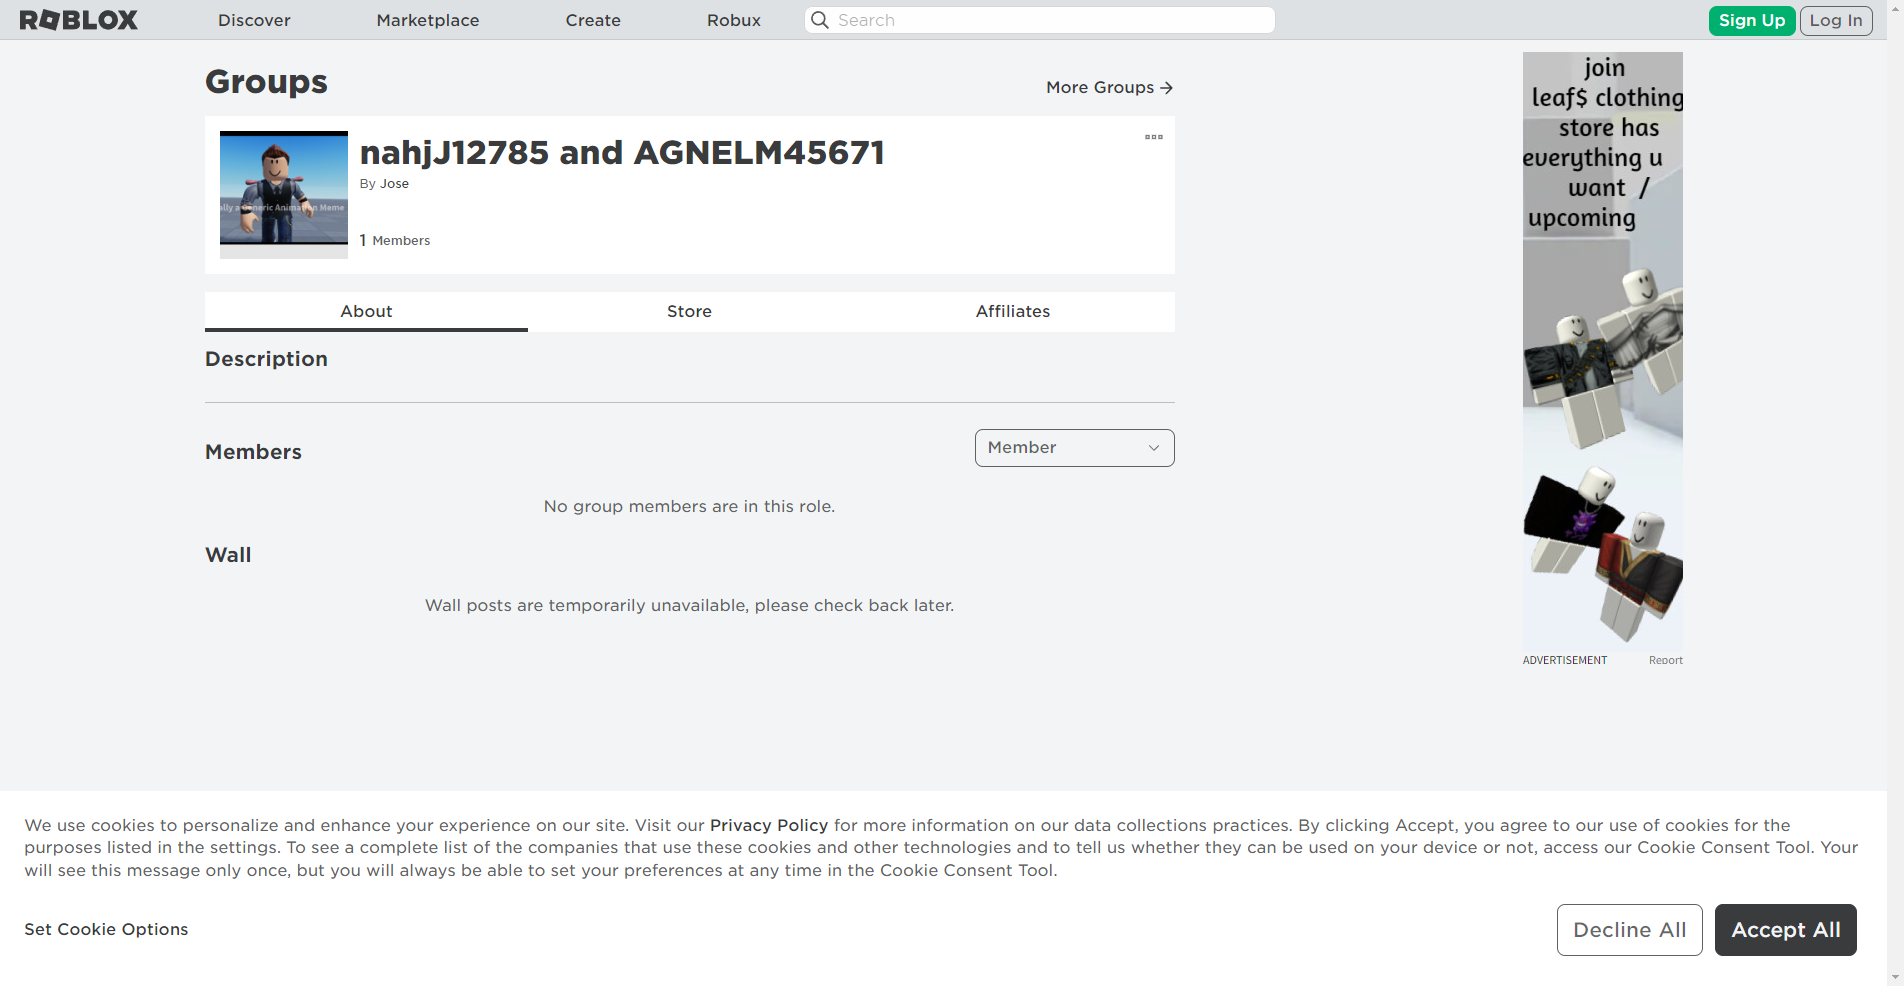 ROBLOX
Discover
Marketplace
Create
Robux
Search
Sign Up
Log In
Groups
More Groups
nahjJ12785 and AGNELM45671
By Jose
ally a Generic Animation Meme
1 Members
About
Store
Affiliates
Description
Members
Member
No group members are in this role.
Wall
Wall posts are temporarily unavailable, please check back later.
join
leaf$ clothing
store has
everything u
want /
upcoming
ADVERTISEMENT
Report
We use cookies to personalize and enhance your experience on our site. Visit our Privacy Policy for more information on our data collections practices. By clicking Accept, you agree to our use of cookies for the
purposes listed in the settings. To see a complete list of the companies that use these cookies and other technologies and to tell us whether they can be used on your device or not, access our Cookie Consent Tool. Your
will see this message only once, but you will always be able to set your preferences at any time in the Cookie Consent Tool.
Set Cookie Options
Decline All
Accept All